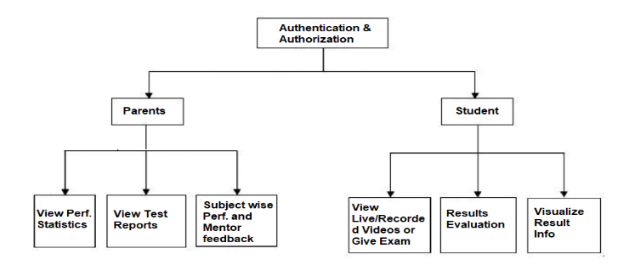 Authentication &
Authorization
Parents
Student
View Perf.
Statistics
View Test
Reports
Subject wise
Perf. and
Mentor
feedback
View
Live/Recorde
d Videos or
Give Exam
Results
Evaluation
Visualize
Result
Info